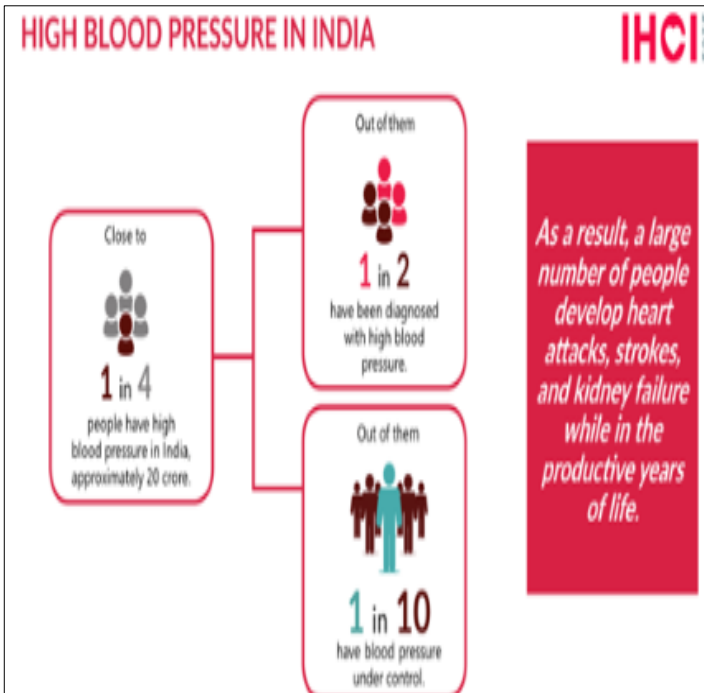 HIGH BLOOD PRESSURE IN INDIA
IHCI
Close to
1 in 4
people have high
blood pressure in India,
approximately 20 crore.
Out of them
1 in 2
have been diagnosed
with high blood
pressure.
Out of them
1 in 10
have blood pressure
under control.
As a result, a large
number of people
develop heart
attacks, strokes,
and kidney failure
while in the
productive years
of life.